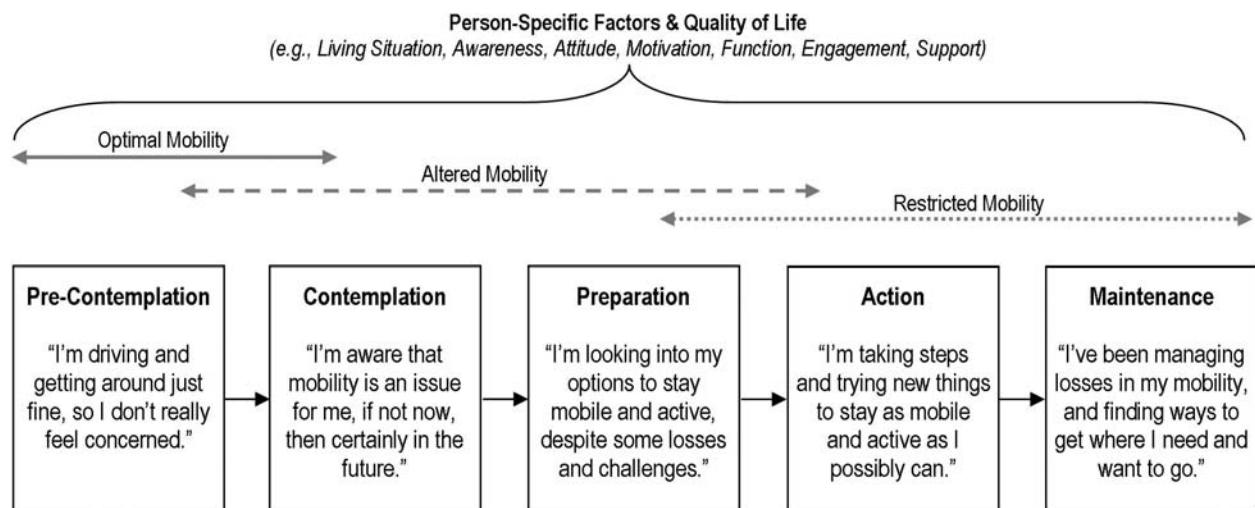 Person-Specific Factors & Quality of Life
(e.g., Living Situation, Awareness, Attitude, Motivation, Function, Engagement, Support)
Optimal Mobility
Altered Mobility
Restricted Mobility
Pre-Contemplation
“I’m driving and
getting around just
fine, so I don’t really
feel concerned.”
Contemplation
“I’m aware that
mobility is an issue
for me, if not now,
then certainly in the
future.”
Preparation
“I’m looking into my
options to stay
mobile and active,
despite some losses
and challenges.”
Action
“I’m taking steps
and trying new things
to stay as mobile
and active as I
possibly can.”
Maintenance
“I’ve been managing
losses in my mobility,
and finding ways to
get where I need and
want to go.”